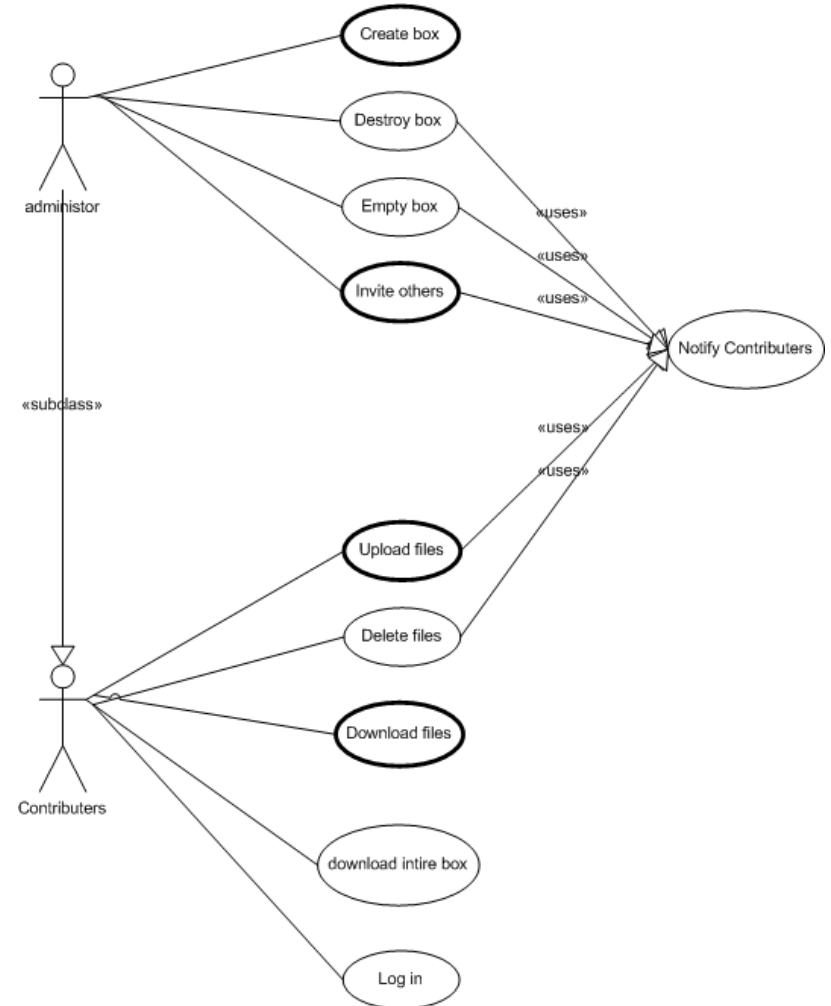 Create box
Destroy box
administor
Empty box
«uses»
«uses»
Invite others
«uses»
Notify Contributers
«subclass»
«uses»
«uses»
Upload files
Delete files
Download files
Contributers
download intire box
Log in